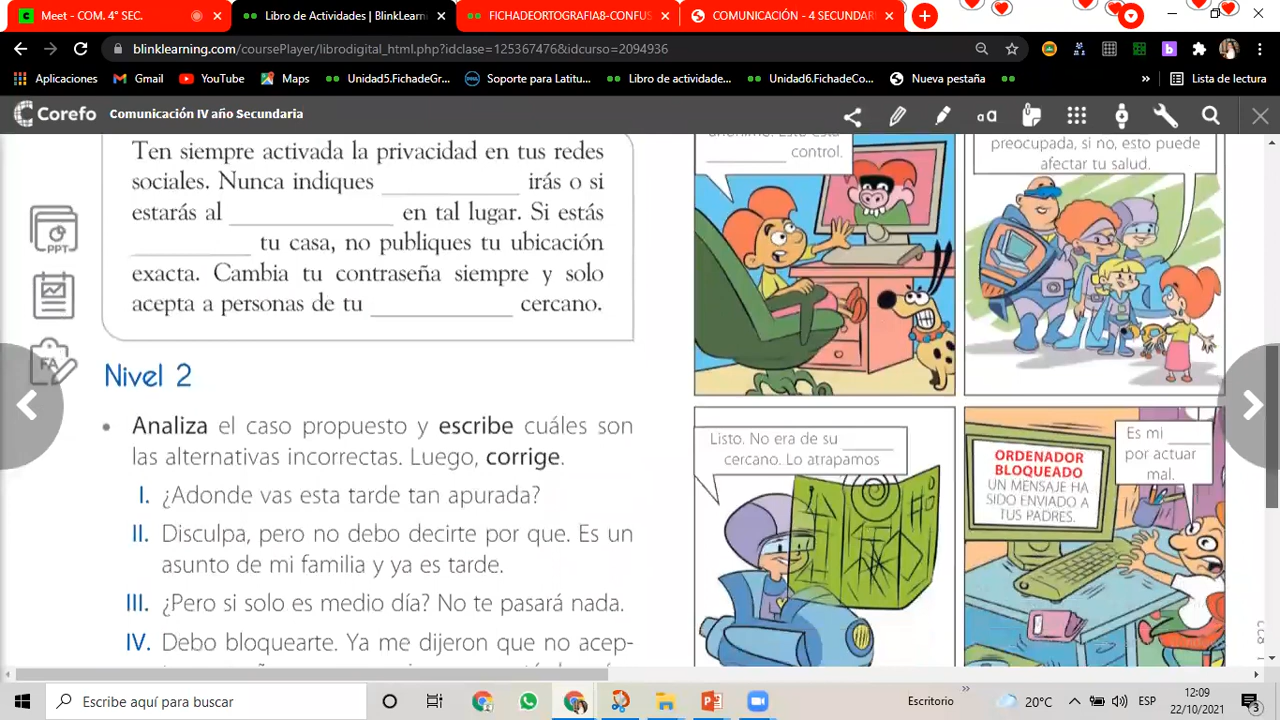 Meet - COM. 4° SEC.
Libro de Actividades | BlinkLearn
FICHADEORTOGRAFIA8-CONFUS
COMUNICACIÓN - 4 SECUNDAR
blinklearning.com/coursePlayer/librodigital_html.php?idclase=125367476&idcurso=2094936
Aplicaciones
Gmail
YouTube
Maps
Unidad5.FichadeGr...
Soporte para Latitu...
Libro de actividade...
Unidad6.FichadeCo...
Nueva pestaña
»
Lista de lectura
Corefo
Comunicación IV año Secundaria
aa
PPT
FA
Ten siempre activada la privacidad en tus redes
sociales. Nunca indiques ____________ irás o si
estarás al ______________ en tal lugar. Si estás
__________ tu casa, no publiques tu ubicación
exacta. Cambia tu contraseña siempre y solo
acepta a personas de tu ____________ cercano.
Nivel 2
• Analiza el caso propuesto y escribe cuáles son
las alternativas incorrectas. Luego, corrige.
I. ¿Adonde vas esta tarde tan apurada?
II. Disculpa, pero no debo decirte por que. Es un
asunto de mi familia y ya es tarde.
III. ¿Pero si solo es medio día? No te pasará nada.
IV. Debo bloquearte. Ya me dijeron que no acep-
_________ control.
preocupada, si no, esto puede
afectar tu salud.
Listo. No era de su ______
cercano. Lo atrapamos
ORDENADOR
BLOQUEADO
UN MENSAJE HA
SIDO ENVIADO A
TUS PADRES.
Es mi _____
por actuar
mal.
Escribe aquí para buscar
Escritorio
»
20°C
ESP
12:09
22/10/2021
3